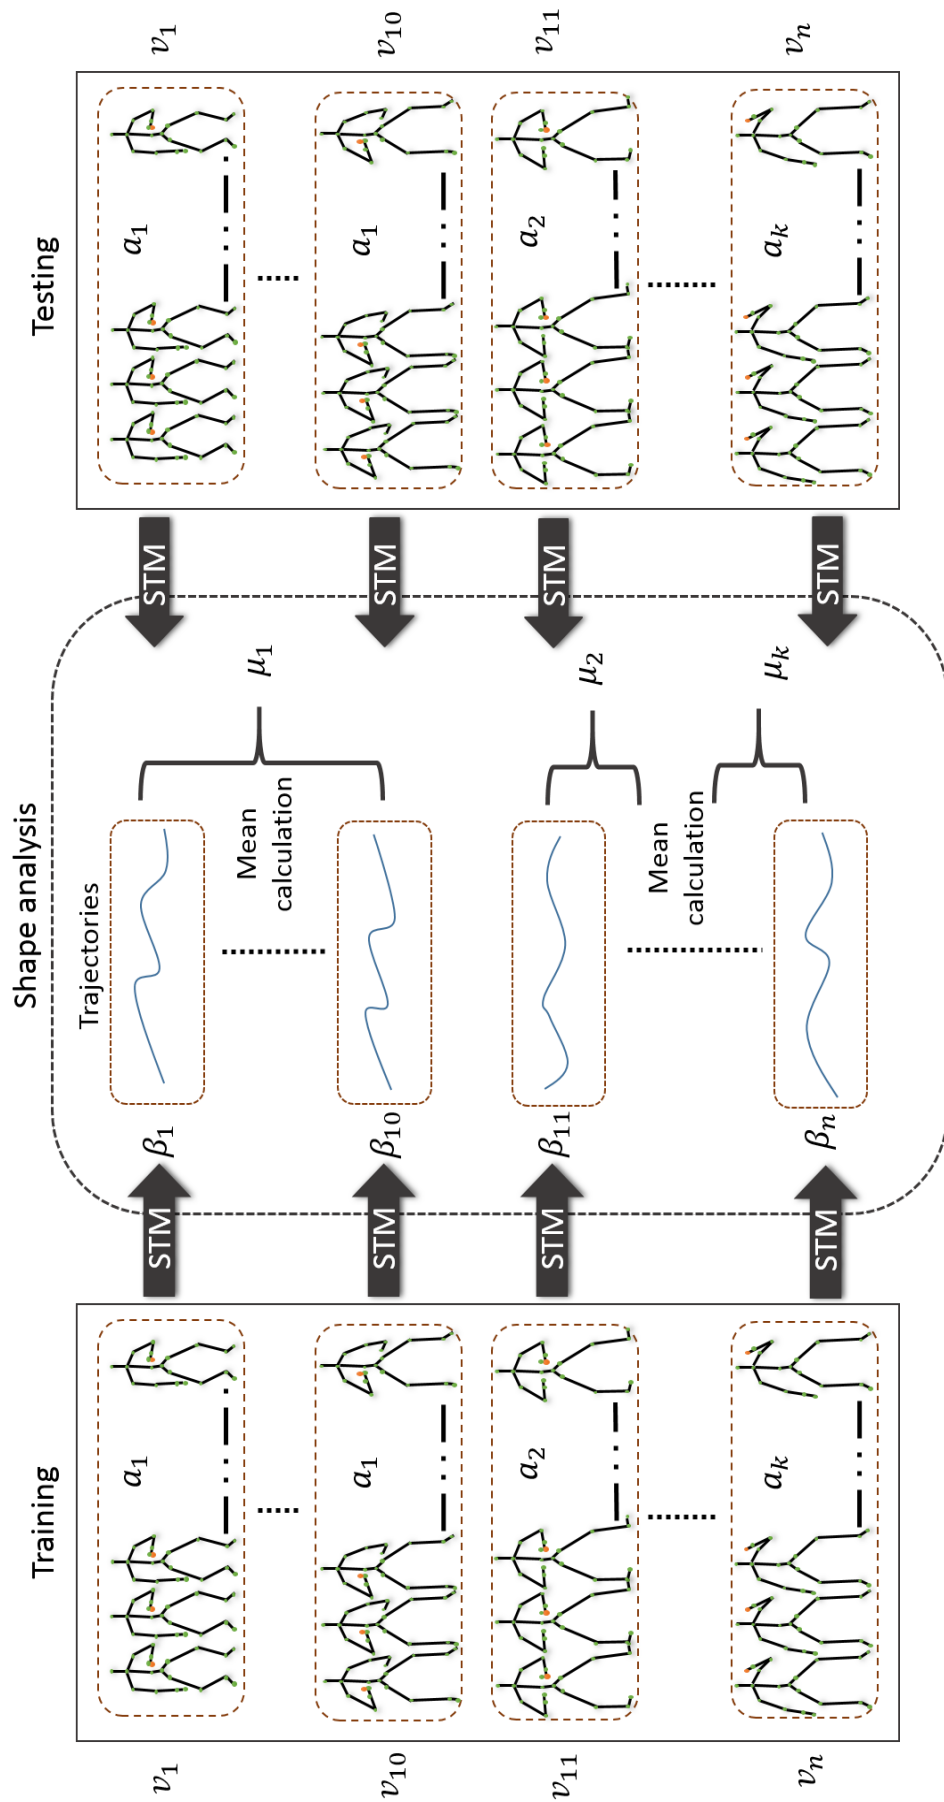 Training
Shape analysis
Testing
v₁
a₁
STM
β₁
Trajectories
μ₁
STM
a₁
v₁
Mean
calculation
v₁₀
a₁
STM
β₁₀
STM
a₁
v₁₀
v₁₁
a₂
STM
β₁₁
μ₂
STM
a₂
v₁₁
Mean
calculation
vₙ
aₖ
STM
βₙ
μₖ
STM
aₖ
vₙ